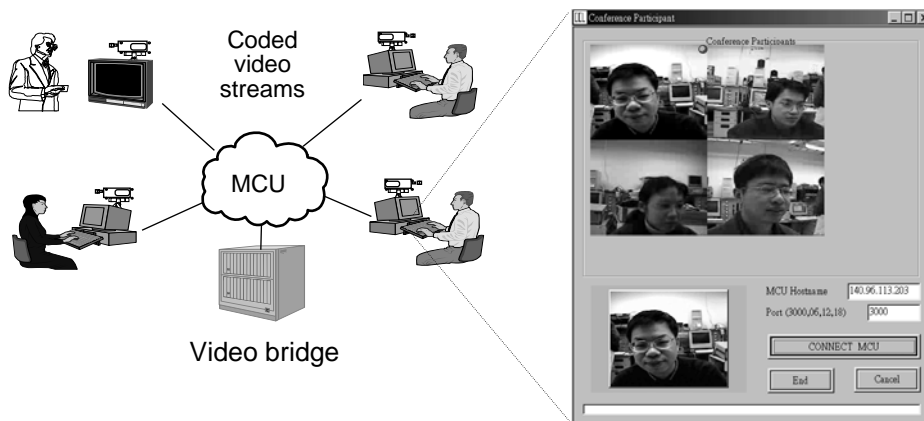 Coded
video
streams
MCU
Video bridge
Conference Participant
Conference Participants
MCU Hostname 140.96.113.203
Port (3000,06,12,18) 3000
CONNECT MCU
End Cancel